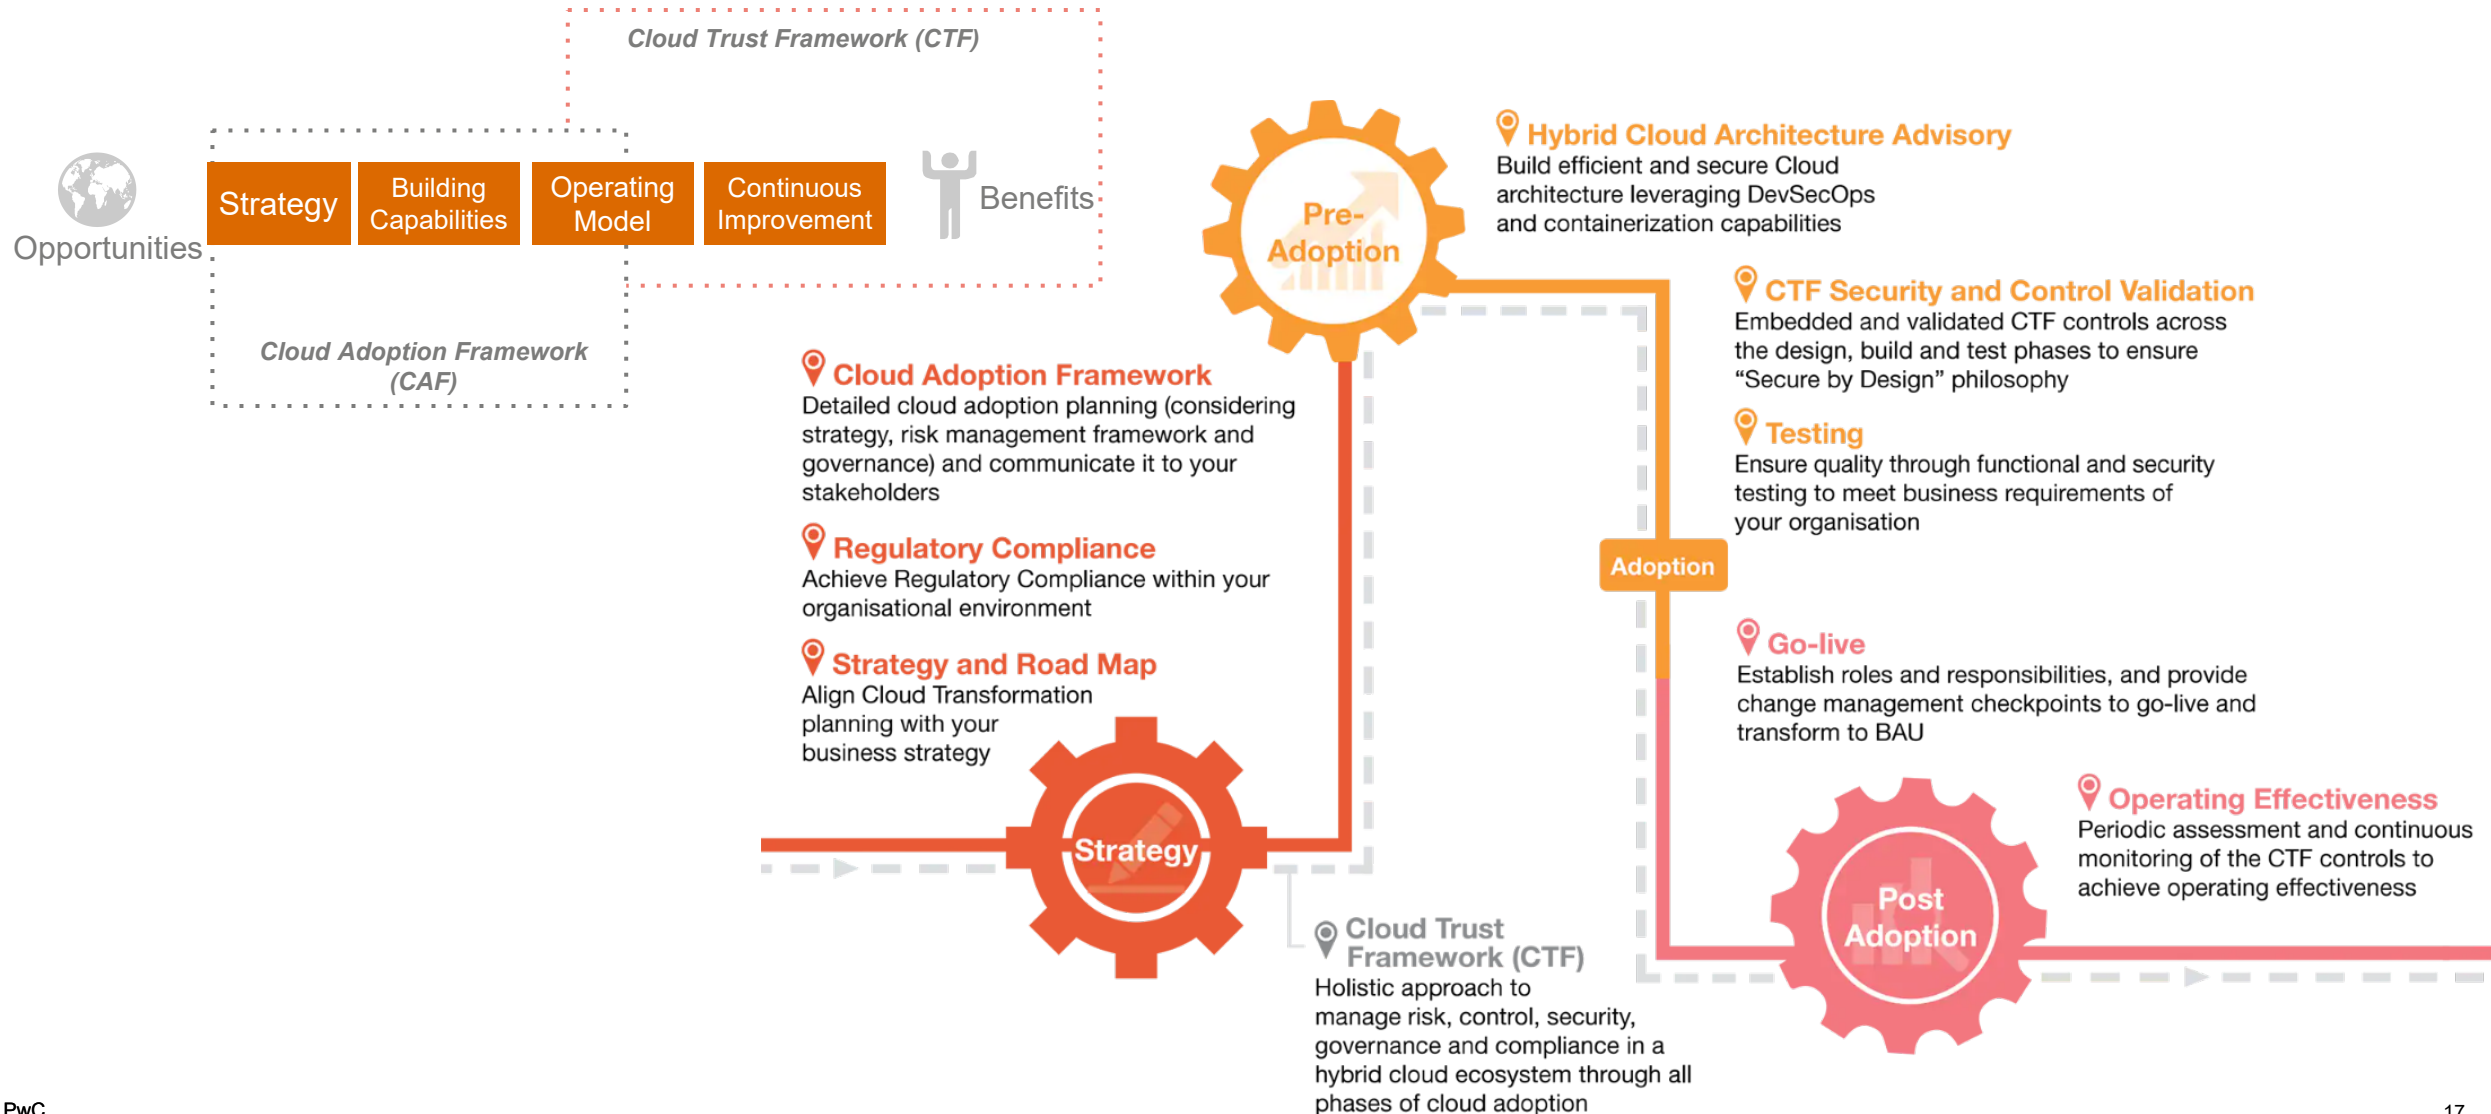 Cloud Trust Framework (CTF)
Opportunities
Strategy
Building
Capabilities
Operating
Model
Continuous
Improvement
Benefits
Cloud Adoption Framework
(CAF)
Pre-
Adoption
Hybrid Cloud Architecture Advisory
Build efficient and secure Cloud
architecture leveraging DevSecOps
and containerization capabilities
CTF Security and Control Validation
Embedded and validated CTF controls across
the design, build and test phases to ensure
“Secure by Design” philosophy
Testing
Ensure quality through functional and security
testing to meet business requirements of
your organisation
Cloud Adoption Framework
Detailed cloud adoption planning (considering
strategy, risk management framework and
governance) and communicate it to your
stakeholders
Regulatory Compliance
Achieve Regulatory Compliance within your
organisational environment
Strategy and Road Map
Align Cloud Transformation
planning with your
business strategy
Strategy
Adoption
Go-live
Establish roles and responsibilities, and provide
change management checkpoints to go-live and
transform to BAU
Operating Effectiveness
Periodic assessment and continuous
monitoring of the CTF controls to
achieve operating effectiveness
Post
Adoption
Cloud Trust
Framework (CTF)
Holistic approach to
manage risk, control, security,
governance and compliance in a
hybrid cloud ecosystem through all
phases of cloud adoption
PwC
17